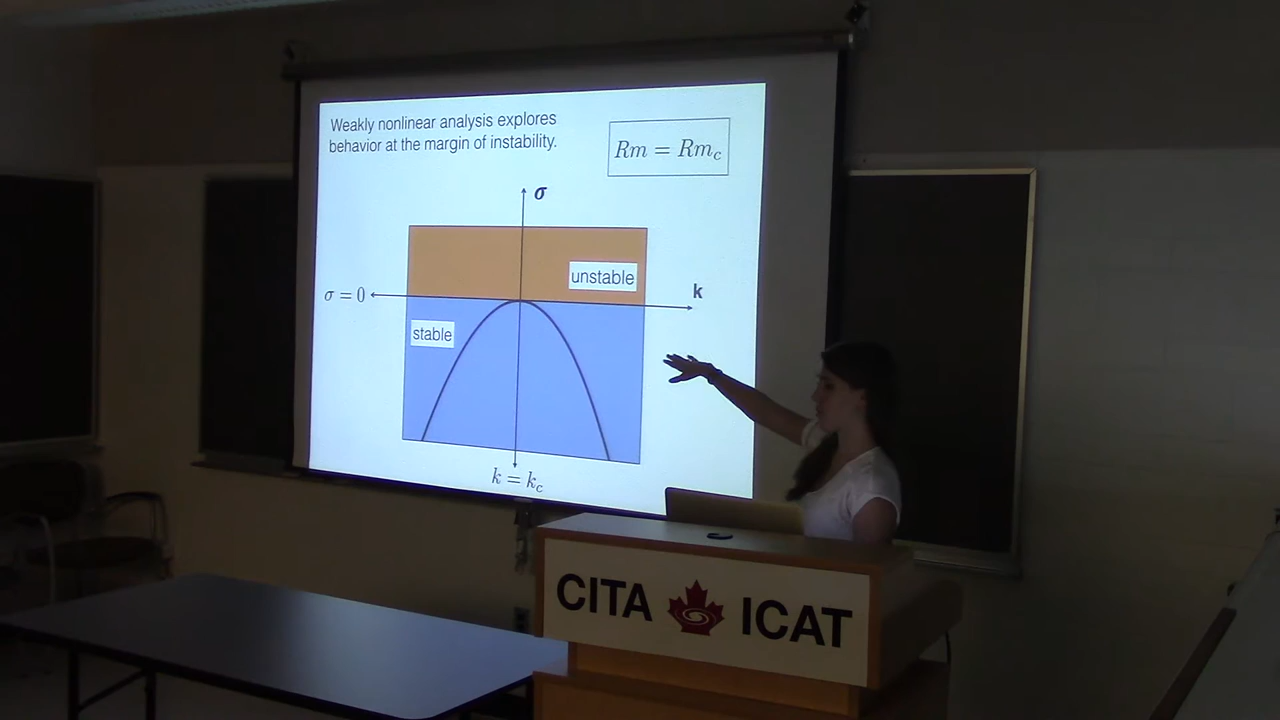 Weakly nonlinear analysis explores
behavior at the margin of instability.
Rm = Rm_c
σ
unstable
σ = 0
k
stable
k = k_c
CITA ICAT